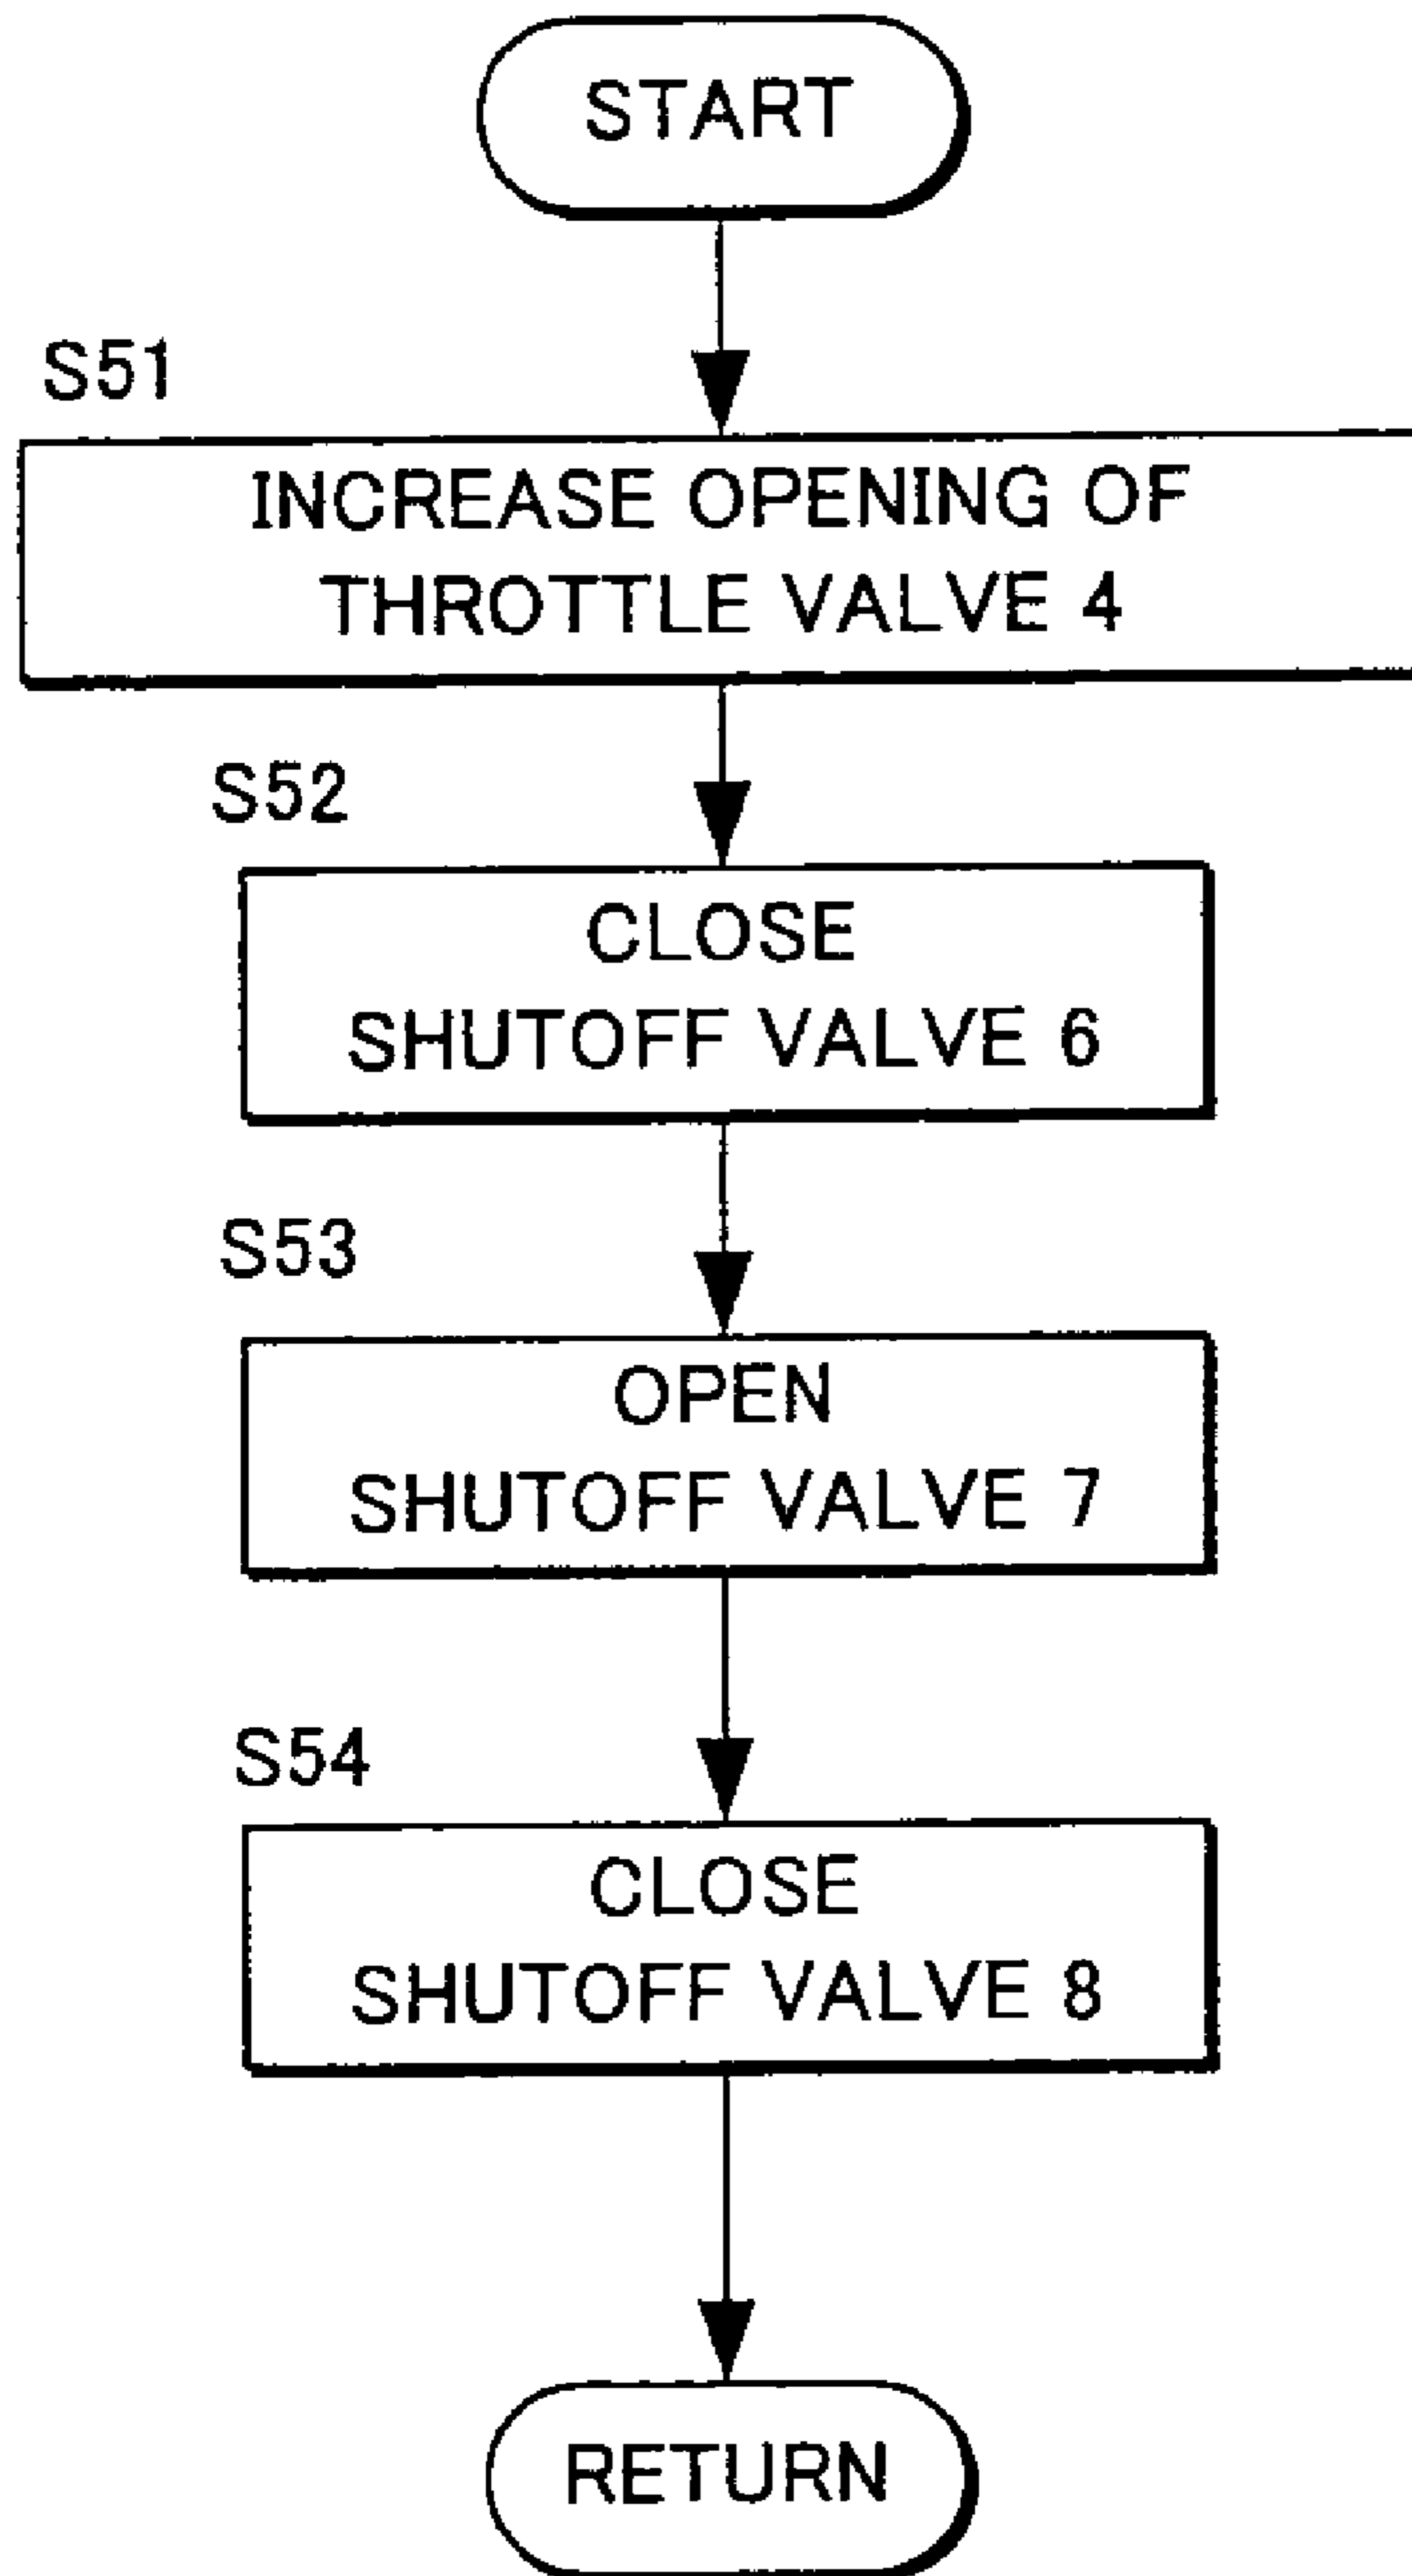 START
S51
INCREASE OPENING OF
THROTTLE VALVE 4
S52
CLOSE
SHUTOFF VALVE 6
S53
OPEN
SHUTOFF VALVE 7
S54
CLOSE
SHUTOFF VALVE 8
RETURN